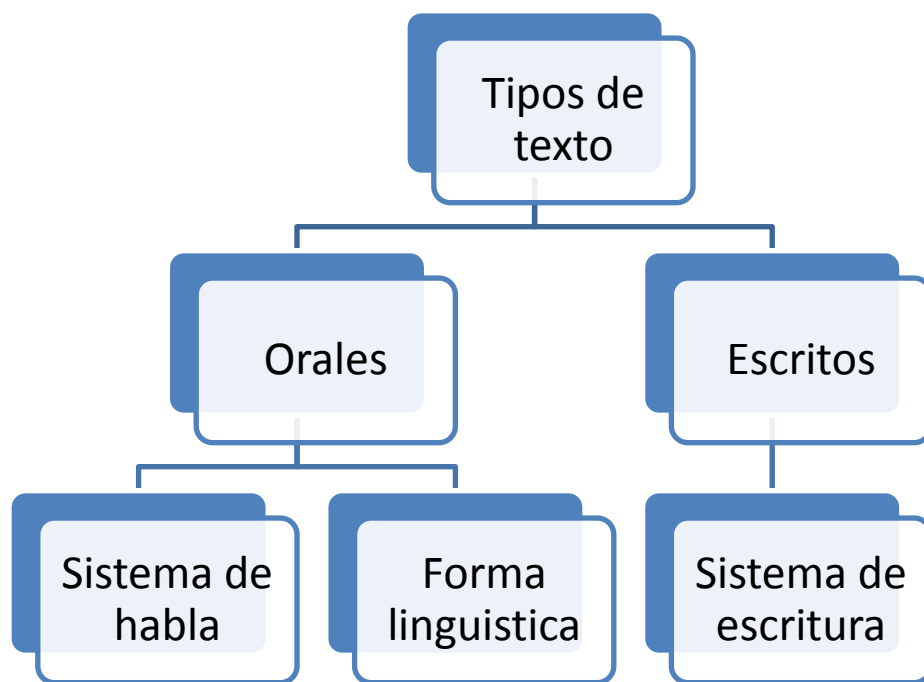 Tipos de
texto
Orales
Escritos
Sistema de
habla
Forma
linguistica
Sistema de
escritura